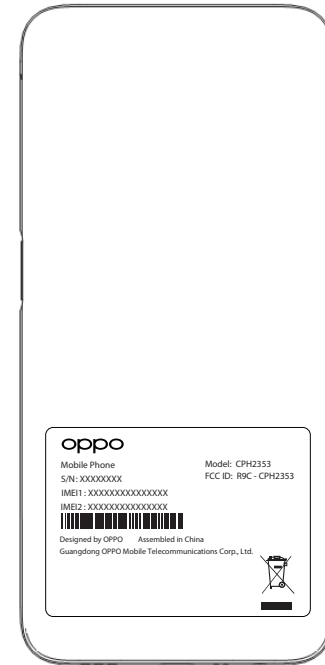 oppo
Mobile Phone
Model: CPH2353
S/N: XXXXXXXX
FCC ID: R9C - CPH2353
IMEI1 : XXXXXXXXXXXXXXX
IMEI2 : XXXXXXXXXXXXXXX
Designed by OPPO Assembled in China
Guangdong OPPO Mobile Telecommunications Corp., Ltd.